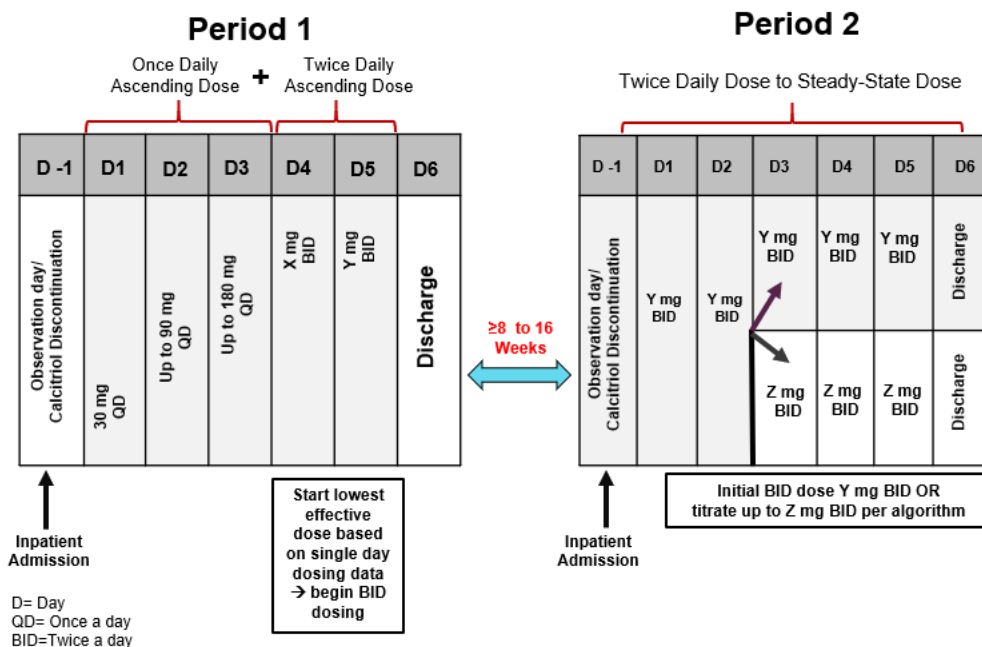 Period 1
Once Daily
Ascending Dose
+
Twice Daily
Ascending Dose
D -1
D1
D2
D3
D4
D5
D6
Observation day/
Calcitriol Discontinuation
30 mg
QD
Up to 90 mg
QD
Up to 180 mg
QD
X mg
BID
Y mg
BID
Discharge
Inpatient
Admission
Start lowest
effective
dose based
on single day
dosing data
→ begin BID
dosing
D= Day
QD= Once a day
BID=Twice a day
≥8 to 16
Weeks
Period 2
Twice Daily Dose to Steady-State Dose
D -1
D1
D2
D3
D4
D5
D6
Observation day/
Calcitriol Discontinuation
Y mg
BID
Y mg
BID
Y mg
BID
Y mg
BID
Y mg
BID
Discharge
Z mg
BID
Z mg
BID
Z mg
BID
Discharge
Inpatient
Admission
Initial BID dose Y mg BID OR
titrate up to Z mg BID per algorithm